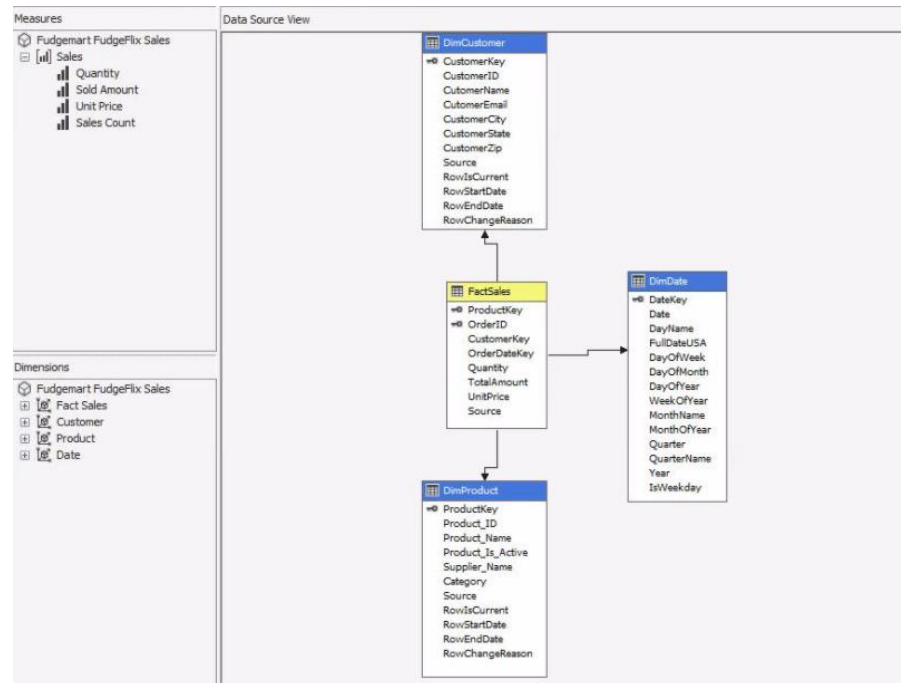 Measures
Fudgemart FudgeFlix Sales
Sales
Quantity
Sold Amount
Unit Price
Sales Count
Dimensions
Fudgemart FudgeFlix Sales
Fact Sales
Customer
Product
Date
Data Source View
DimCustomer
CustomerKey
CustomerID
CutomerName
CutomerEmail
CustomerCity
CustomerState
CustomerZip
Source
RowIsCurrent
RowStartDate
RowEndDate
RowChangeReason
FactSales
ProductKey
OrderID
CustomerKey
OrderDateKey
Quantity
TotalAmount
UnitPrice
Source
DimDate
DateKey
Date
DayName
FullDateUSA
DayOfWeek
DayOfMonth
DayOfYear
WeekOfYear
MonthName
MonthOfYear
Quarter
QuarterName
Year
IsWeekday
DimProduct
ProductKey
Product_ID
Product_Name
Product_Is_Active
Supplier_Name
Category
Source
RowIsCurrent
RowStartDate
RowEndDate
RowChangeReason